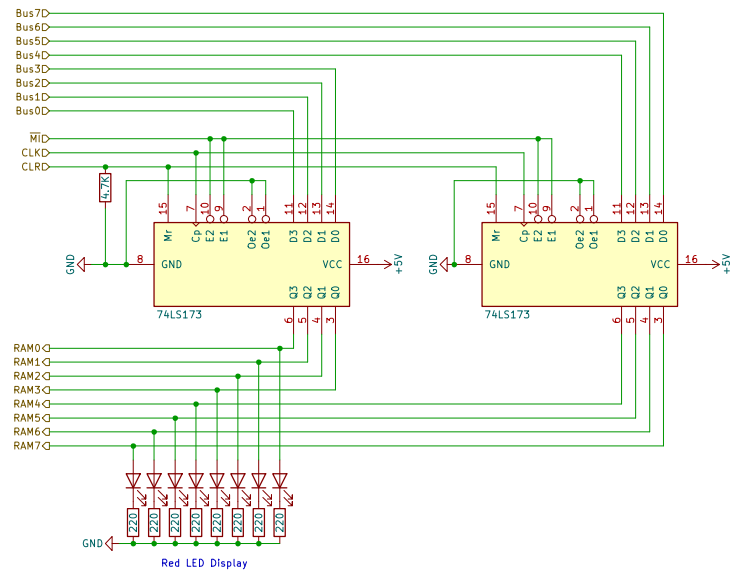 Bus7
Bus6
Bus5
Bus4
Bus3
Bus2
Bus1
Bus0
MI
CLK
CLR
4.7K
15 7 10 9 2 1 11 12 13 14
15 7 10 9 2 1 11 12 13 14
Mr Cp E2 E1 Oe2 Oe1 D3 D2 D1 D0
Mr Cp E2 E1 Oe2 Oe1 D3 D2 D1 D0
GND 8 GND VCC 16 +5V
GND 8 GND VCC 16 +5V
Q3 Q2 Q1 Q0
Q3 Q2 Q1 Q0
74LS173
74LS173
6 5 4 3
6 5 4 3
RAM0
RAM1
RAM2
RAM3
RAM4
RAM5
RAM6
RAM7
220 220 220 220 220 220 220 220
GND
Red LED Display